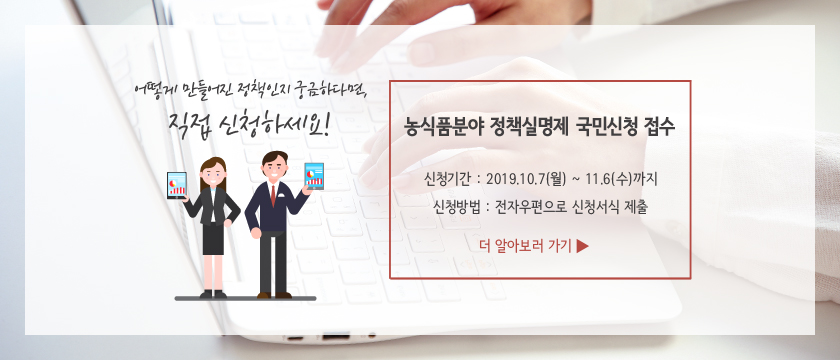 어떻게 만들어진 정책인지 궁금하다면,
직접 신청하세요!
농식품분야 정책실명제 국민신청 접수
신청기간 : 2019.10.7(월) ~ 11.6(수)까지
신청방법 : 전자우편으로 신청서식 제출
더 알아보러 가기 ▶